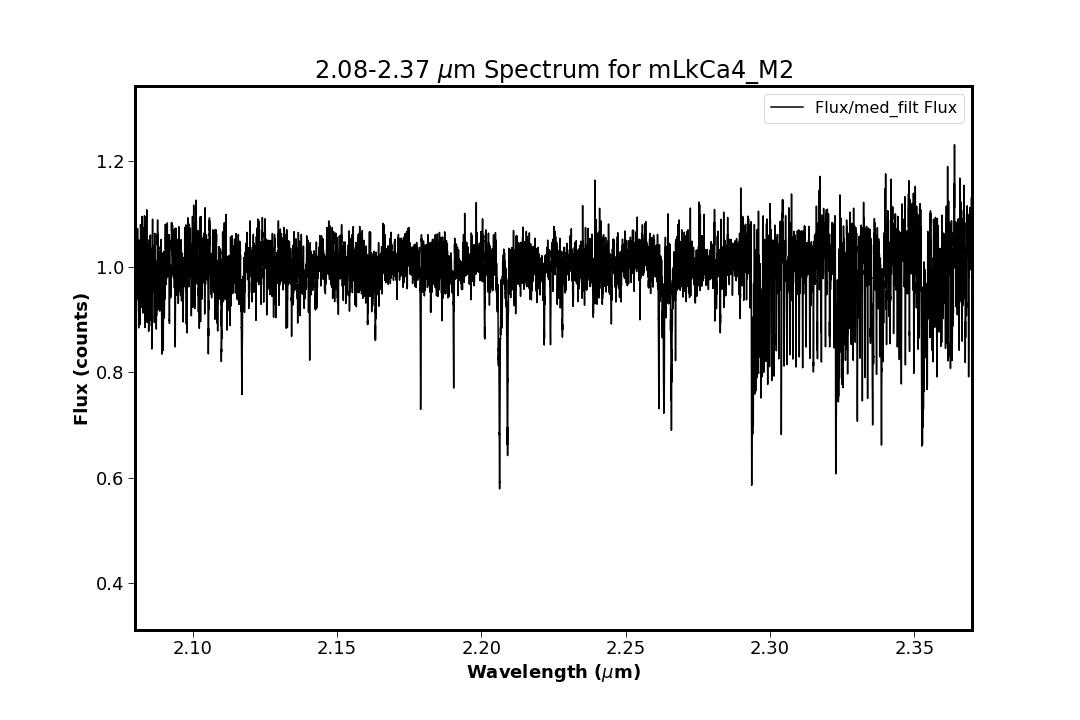 2.08-2.37 μm Spectrum for mLkCa4_M2
Flux/med_filt Flux
1.2
1.0
0.8
0.6
0.4
Flux (counts)
2.10 2.15 2.20 2.25 2.30 2.35
Wavelength (μm)